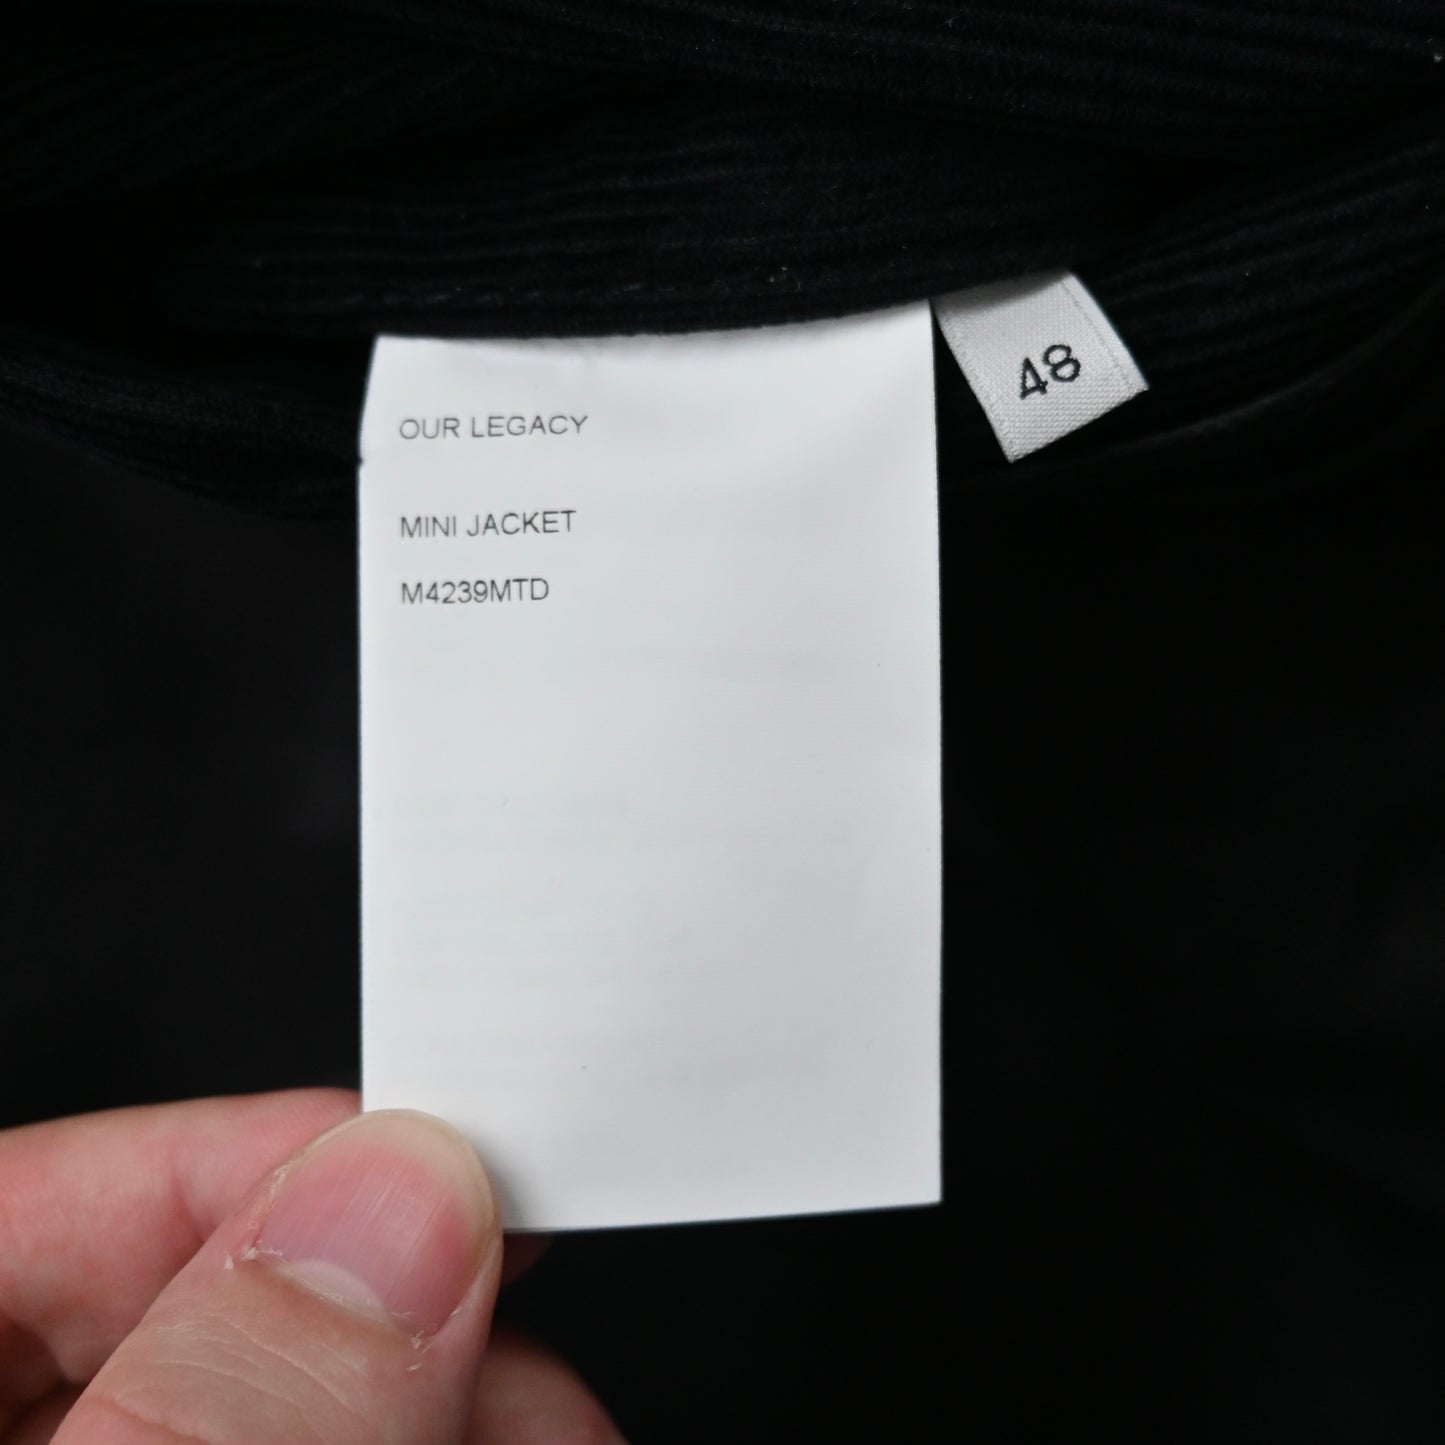 OUR LEGACY
48
MINI JACKET
M4239MTD